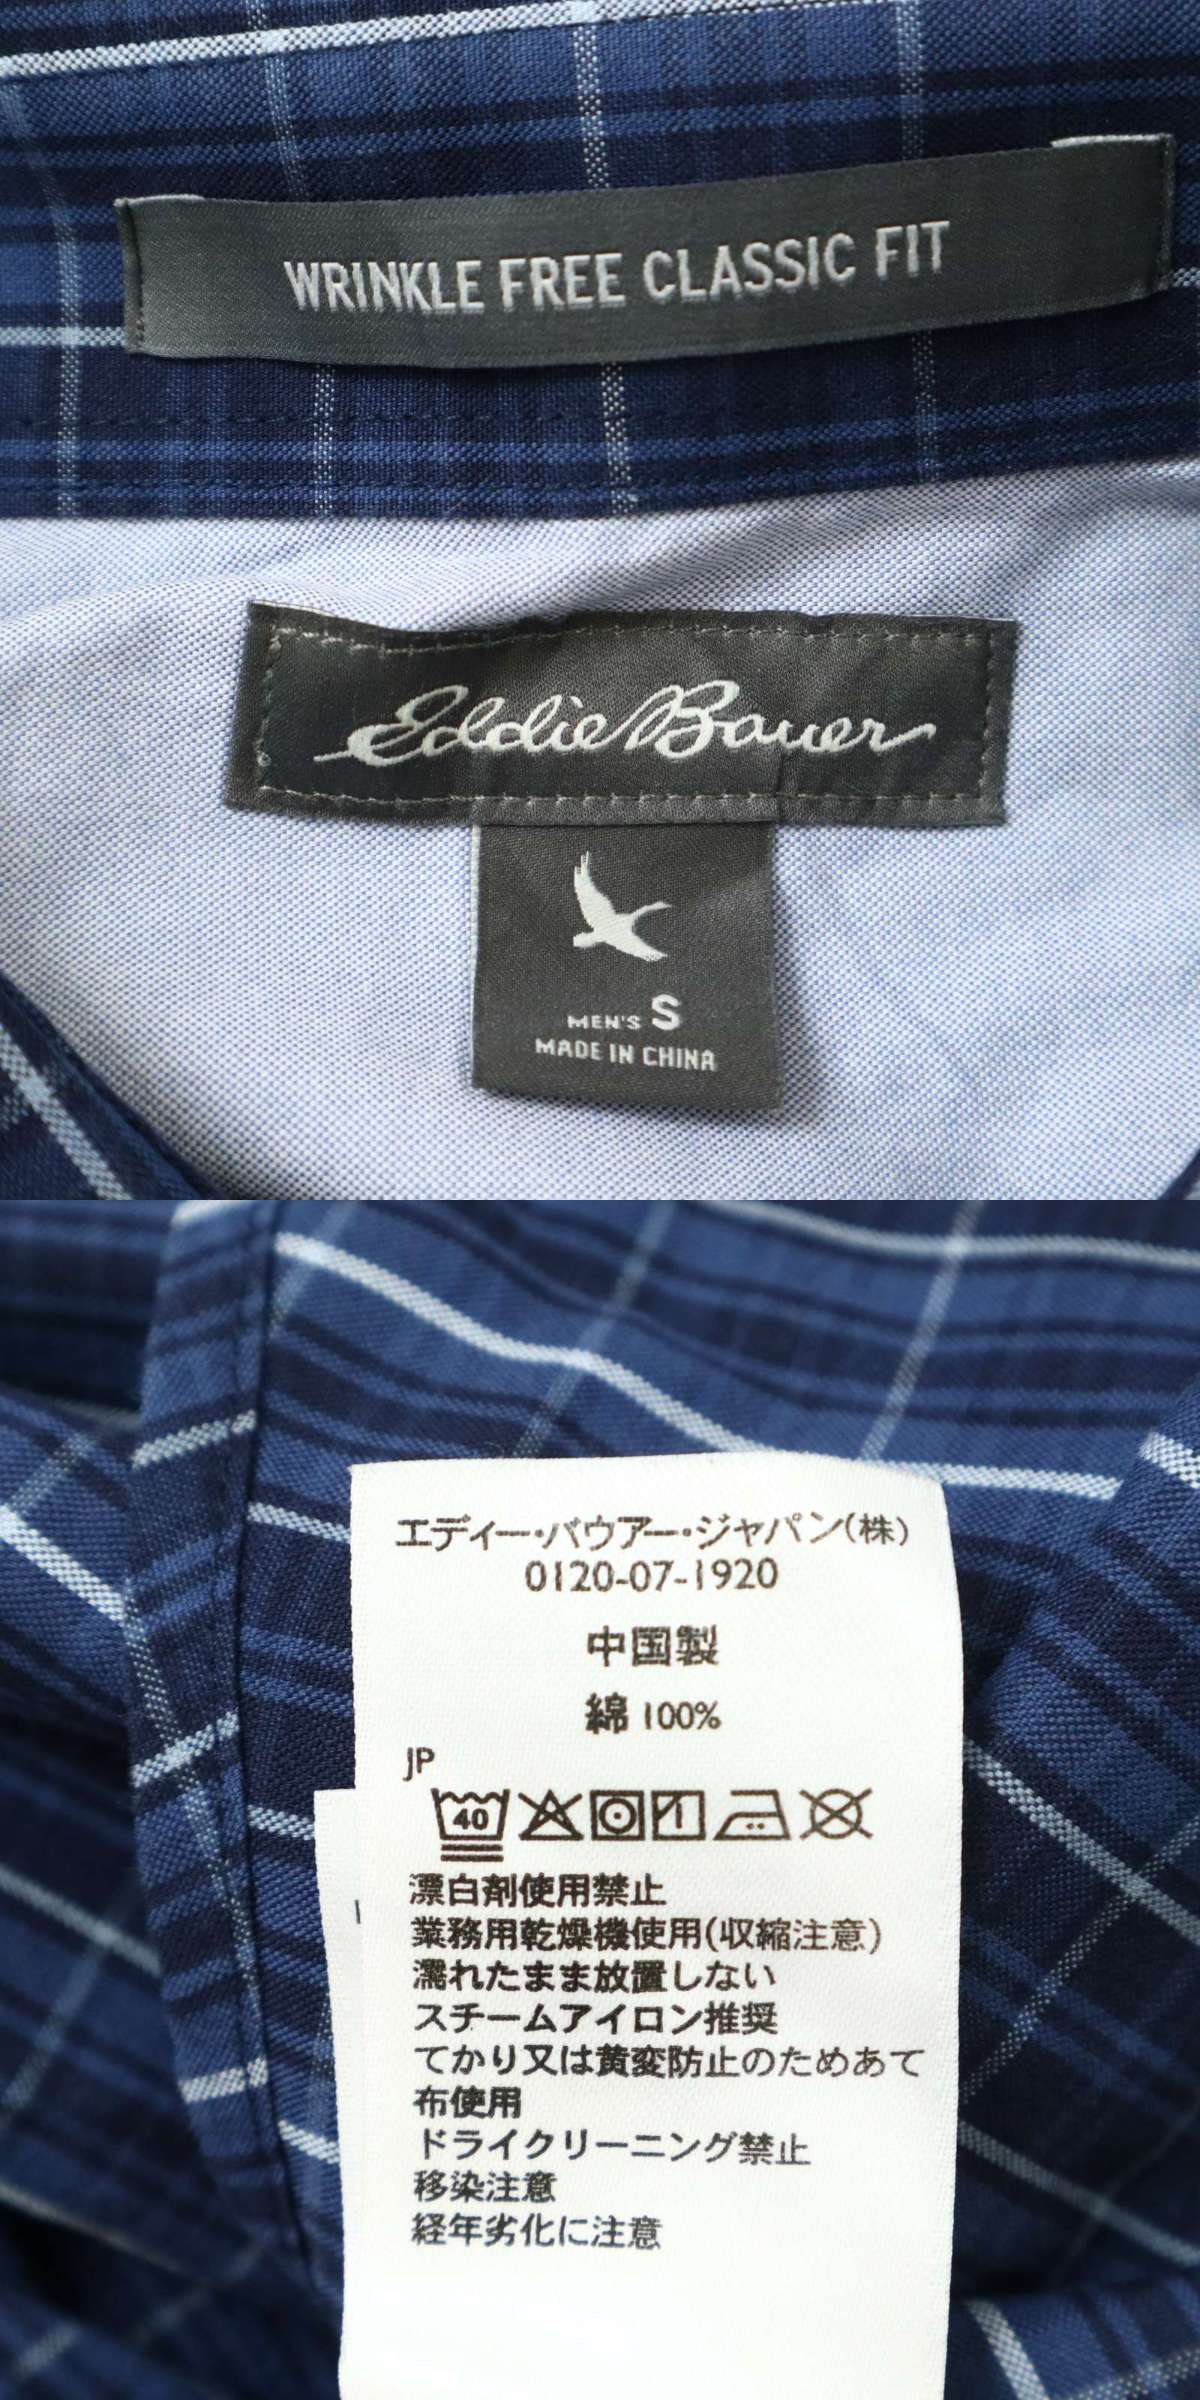 WRINKLE FREE CLASSIC FIT
Eddie Bauer
MEN'S S
MADE IN CHINA
エディー・バウアー・ジャパン(株)
0120-07-1920
中国製
綿 100%
JP
40
漂白剤使用禁止
業務用乾燥機使用(収縮注意)
濡れたまま放置しない
スチームアイロン推奨
てかり又は黄変防止のためあて
布使用
ドライクリーニング禁止
移染注意
経年劣化に注意